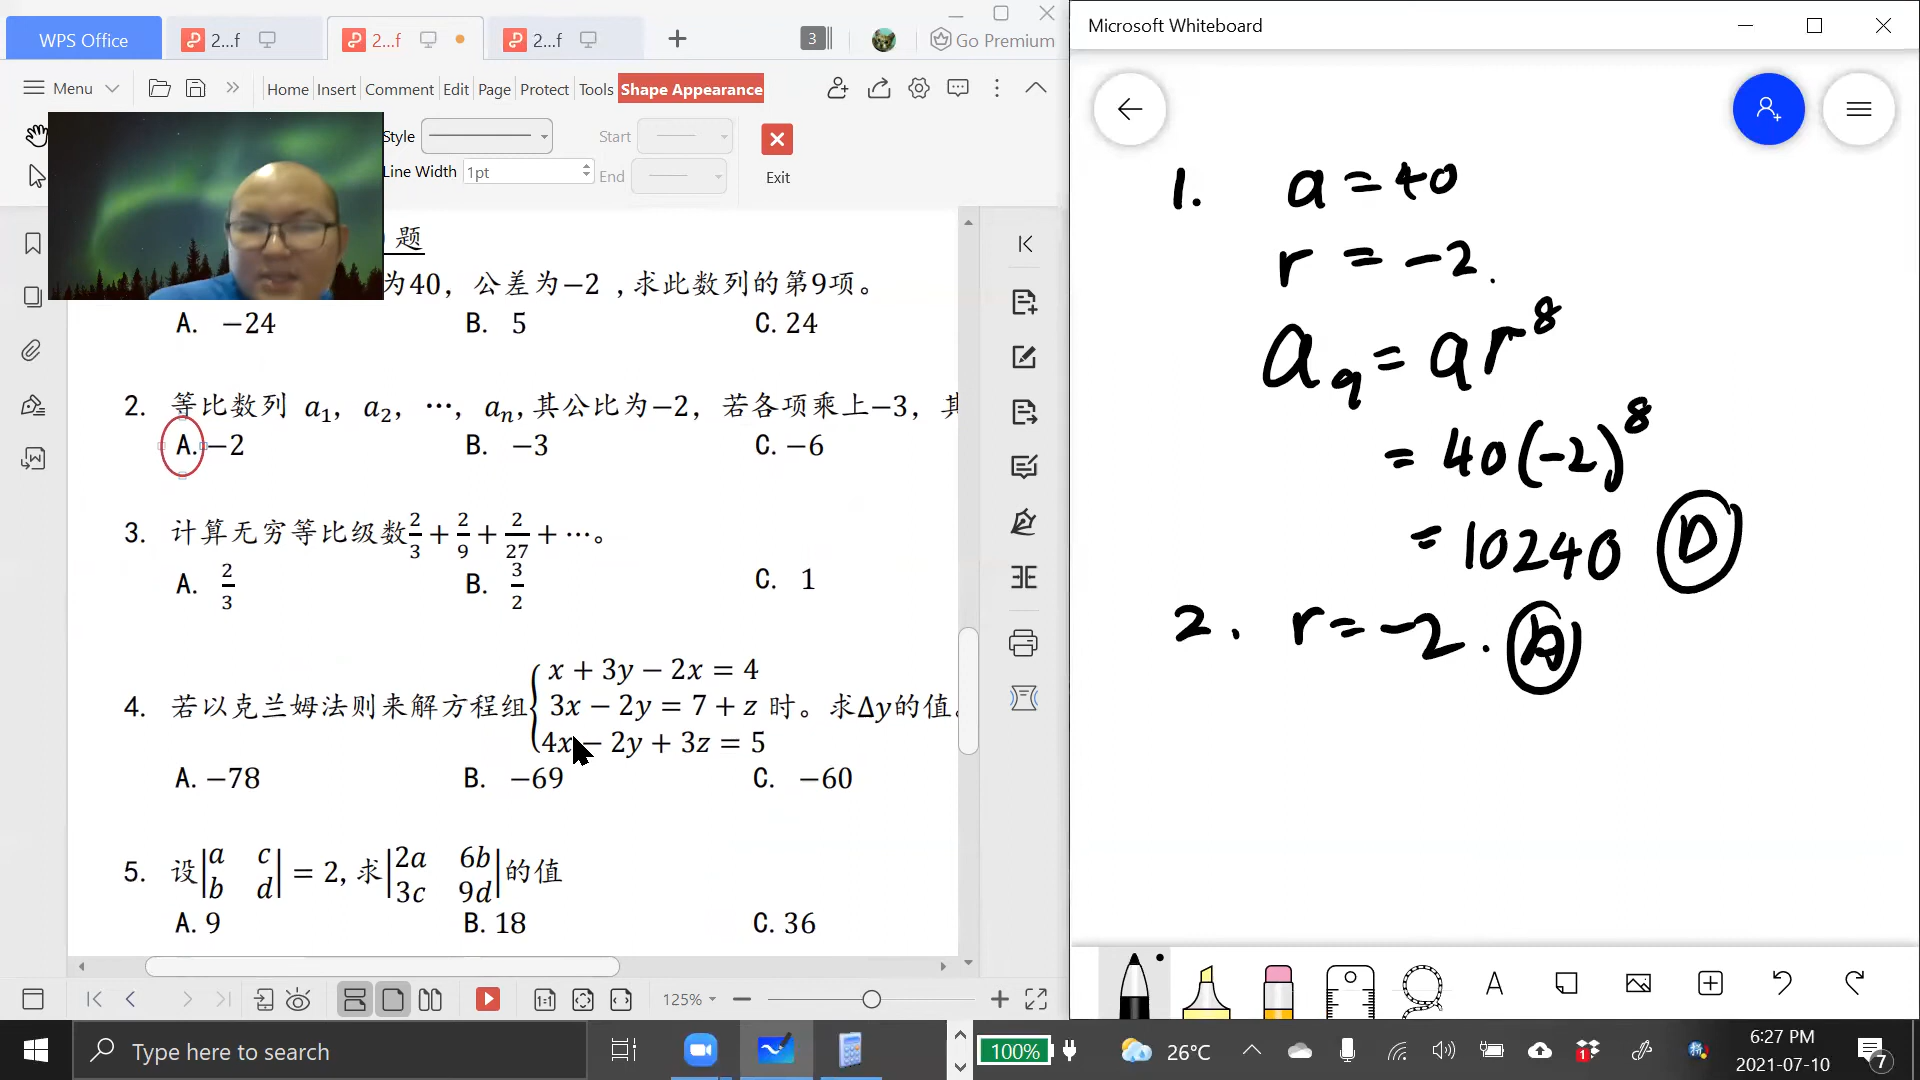 WPS Office
2...f
2...f
2...f
3
Go Premium
Menu
Home Insert Comment Edit Page Protect Tools Shape Appearance
Style
Start
Line Width 1pt
End
Exit
题
为40，公差为−2 ,求此数列的第9项。
A. −24 B. 5 C. 24
2. 等比数列 a₁, a₂, ⋯, aₙ,其公比为−2，若各项乘上−3，
A. −2 B. −3 C. −6
3. 计算无穷等比级数 2/3 + 2/9 + 2/27 + ⋯。
A. 2/3 B. 3/2 C. 1
x + 3y − 2x = 4
4. 若以克兰姆法则来解方程组 3x − 2y = 7 + z 时。求Δy的值。
4x − 2y + 3z = 5
A. −78 B. −69 C. −60
5. 设 |a c| = 2, 求 |2a 6b| 的值
|b d| |3c 9d|
A. 9 B. 18 C. 36
125%
Microsoft Whiteboard
1. a = 40
r = −2.
a₉ = ar⁸
= 40(−2)⁸
= 10240 D
2. r = −2.
Type here to search
100%
26°C
1
6:27 PM
2021-07-10
7